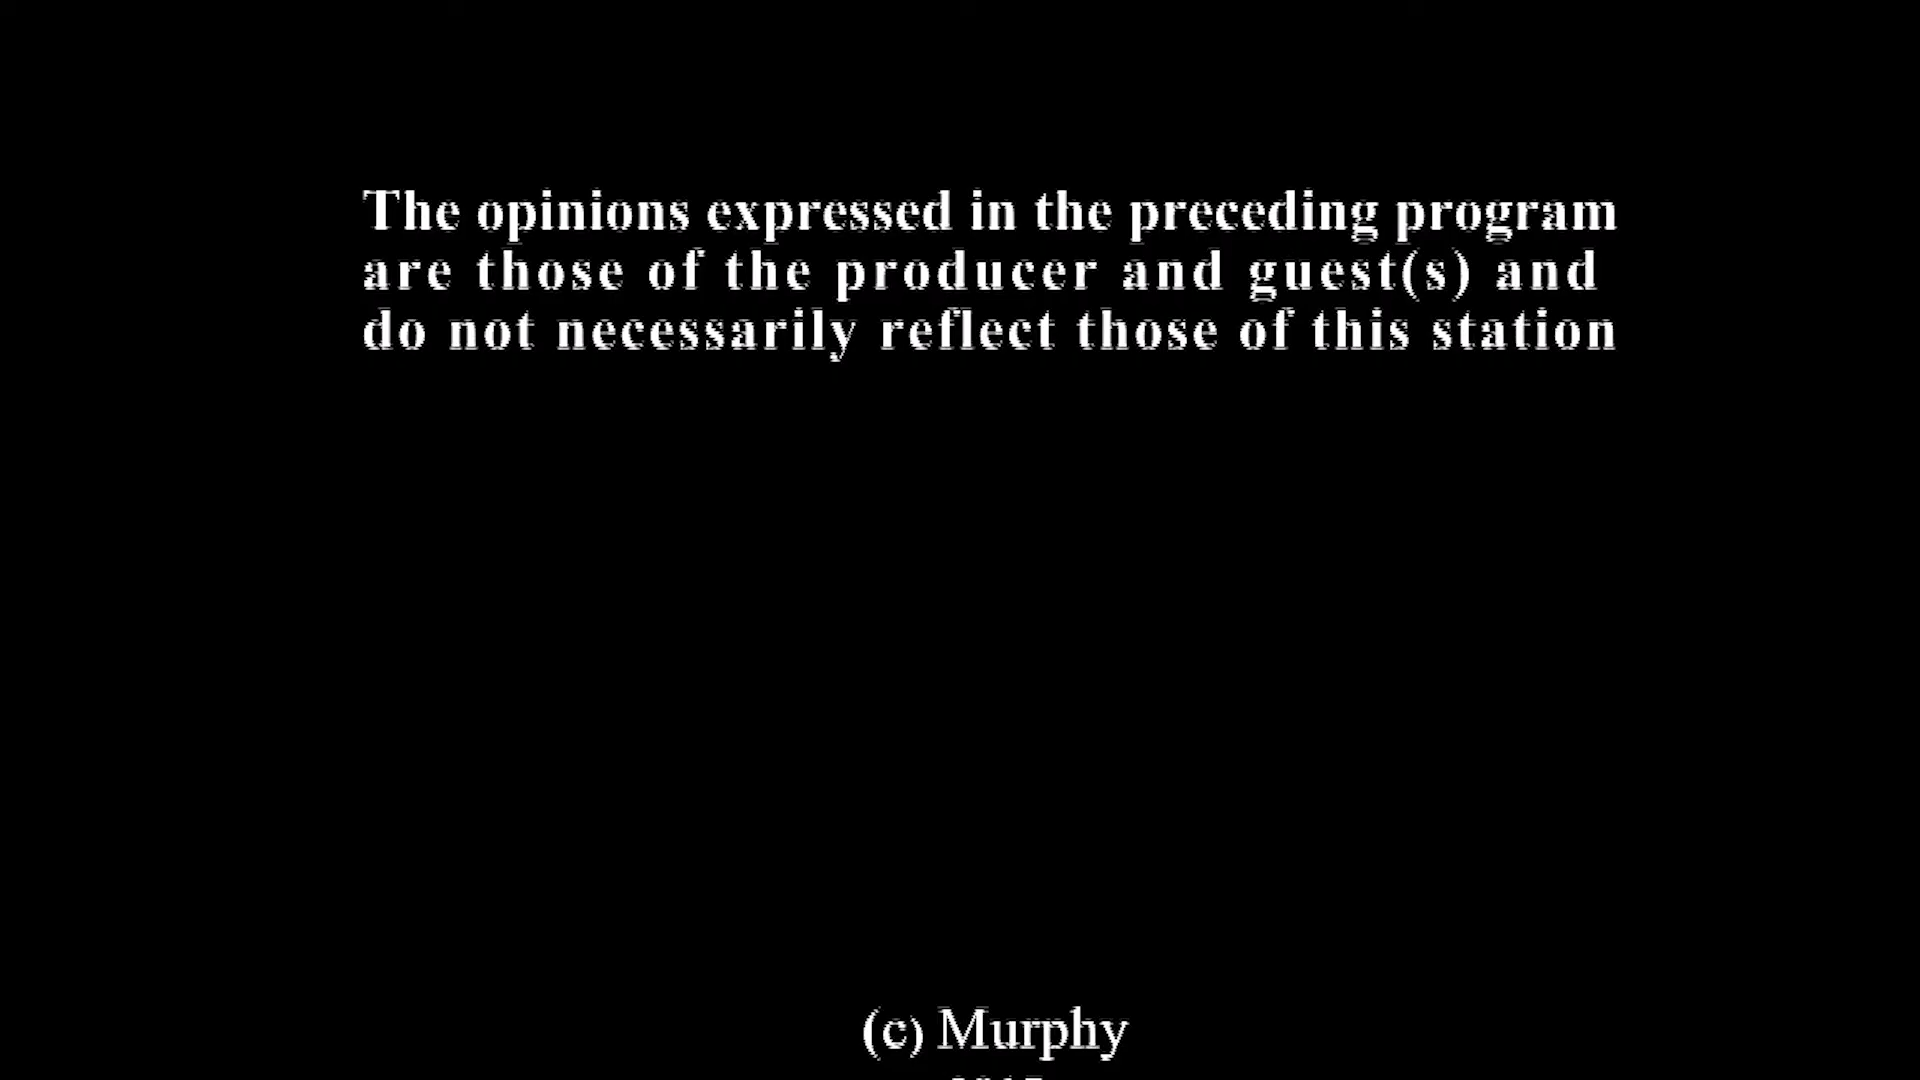 The opinions expressed in the preceding program
are those of the producer and guest(s) and
do not necessarily reflect those of this station
(c) Murphy